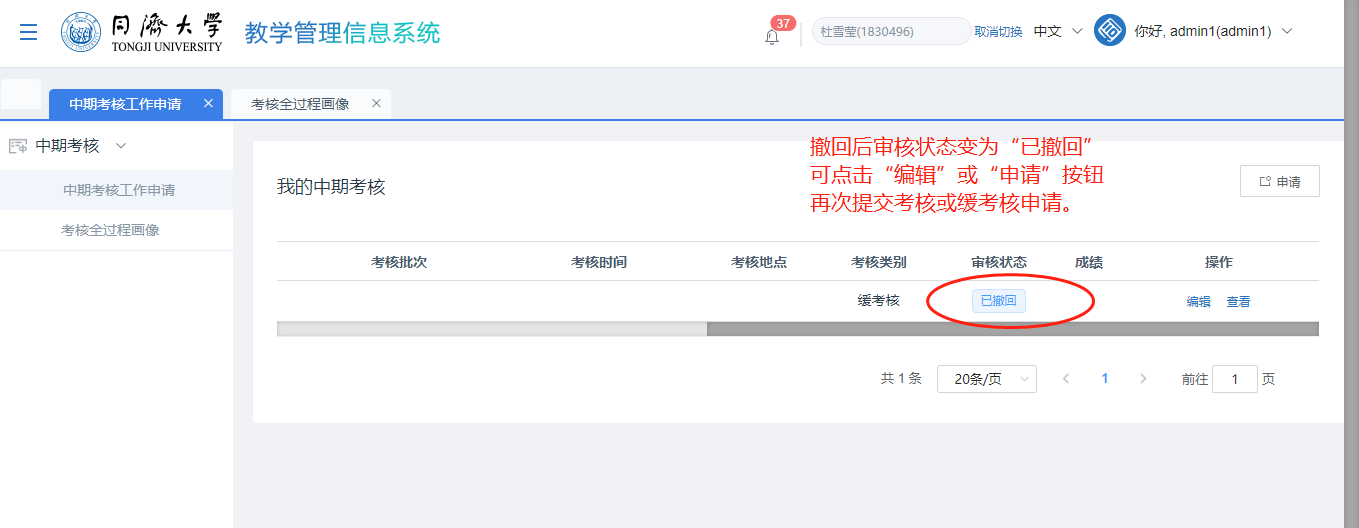 同濟大學
TONGJI UNIVERSITY
教学管理信息系统
37
杜雪莹(1830496)
取消切换
中文
你好, admin1(admin1)
中期考核工作申请
考核全过程画像
中期考核
中期考核工作申请
考核全过程画像
我的中期考核
撤回后审核状态变为“已撤回”
可点击“编辑”或“申请”按钮
再次提交考核或缓考核申请。
申请
考核批次 考核时间 考核地点 考核类别 审核状态 成绩 操作
缓考核 已撤回 编辑 查看
共 1 条 20条/页 1 前往 1 页